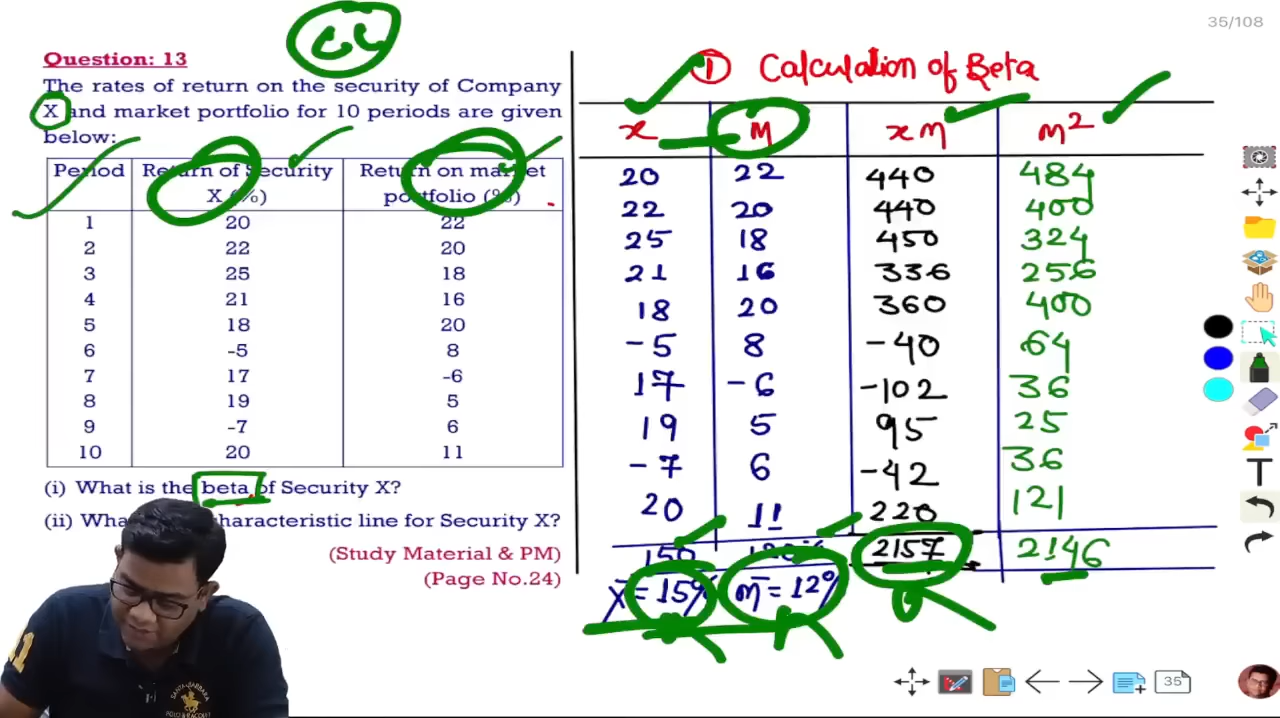 35/108
CL
Question: 13
The rates of return on the security of Company
X and market portfolio for 10 periods are given
below:
Period Return of Security X (%) Return on market portfolio (%)
1 20 22
2 22 20
3 25 18
4 21 16
5 18 20
6 -5 8
7 17 -6
8 19 5
9 -7 6
10 20 11
(i) What is the beta of Security X?
(ii) characteristic line for Security X?
(Study Material & PM)
(Page No.24)
① Calculation of Beta
x M xM M²
20 22 440 484
22 20 440 400
25 18 450 324
21 16 336 256
18 20 360 400
-5 8 -40 64
17 -6 -102 36
19 5 95 25
-7 6 -42 36
20 11 220 121
150 2157 2146
x̄ = 15% m̄ = 12%
35
T